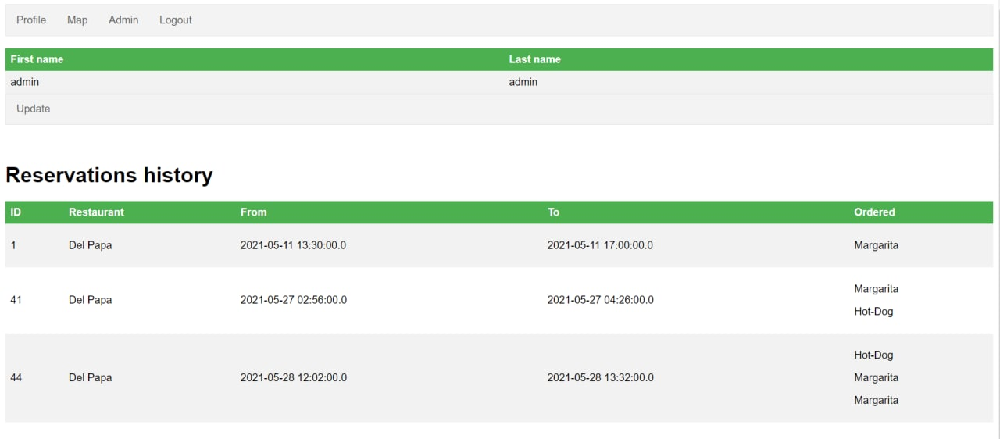 Profile Map Admin Logout
First name Last name
admin admin
Update
Reservations history
ID Restaurant From To Ordered
1 Del Papa 2021-05-11 13:30:00.0 2021-05-11 17:00:00.0 Margarita
41 Del Papa 2021-05-27 02:56:00.0 2021-05-27 04:26:00.0 Margarita
Hot-Dog
44 Del Papa 2021-05-28 12:02:00.0 2021-05-28 13:32:00.0 Hot-Dog
Margarita
Margarita